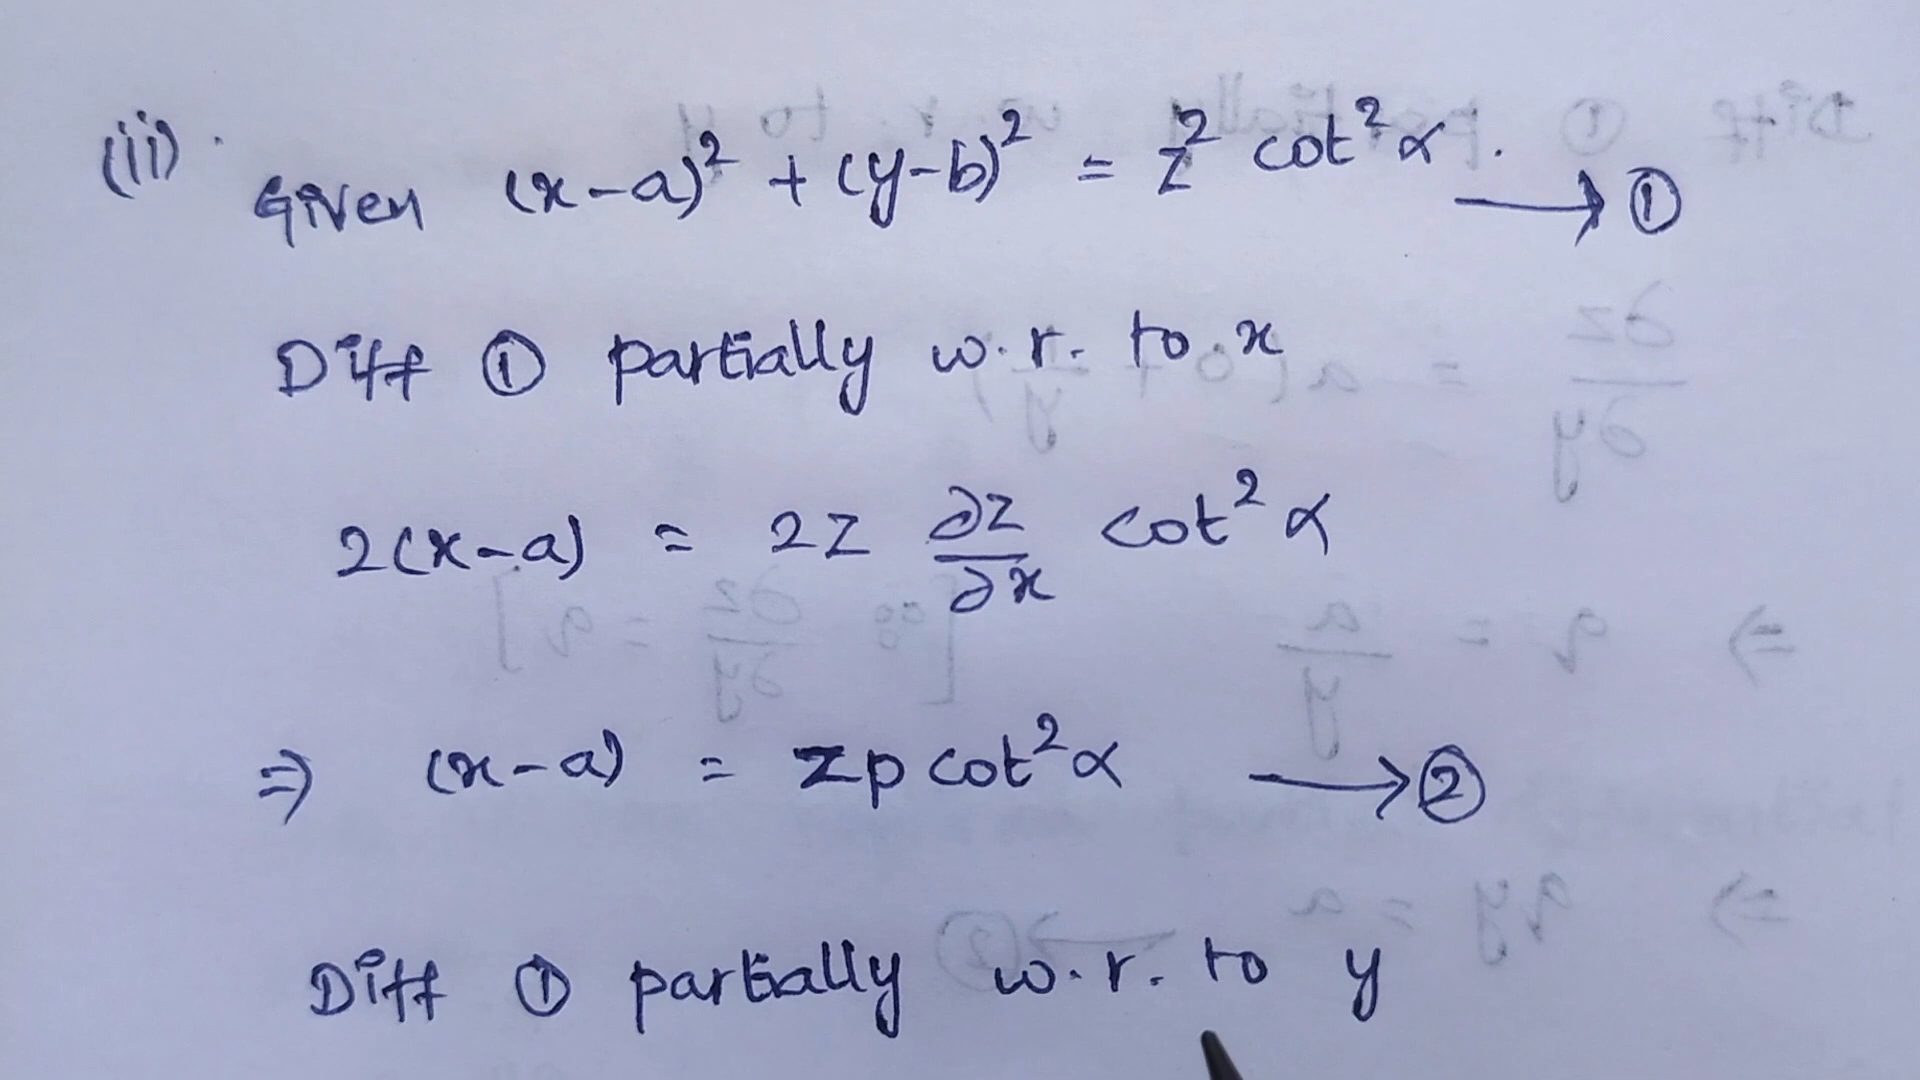 (ii). Given (x-a)² + (y-b)² = z² cot²α. → ①
Diff ① partially w.r. to x
2(x-a) = 2z ∂z/∂x cot²α
⇒ (x-a) = zp cot²α → ②
Diff ① partially w.r. to y